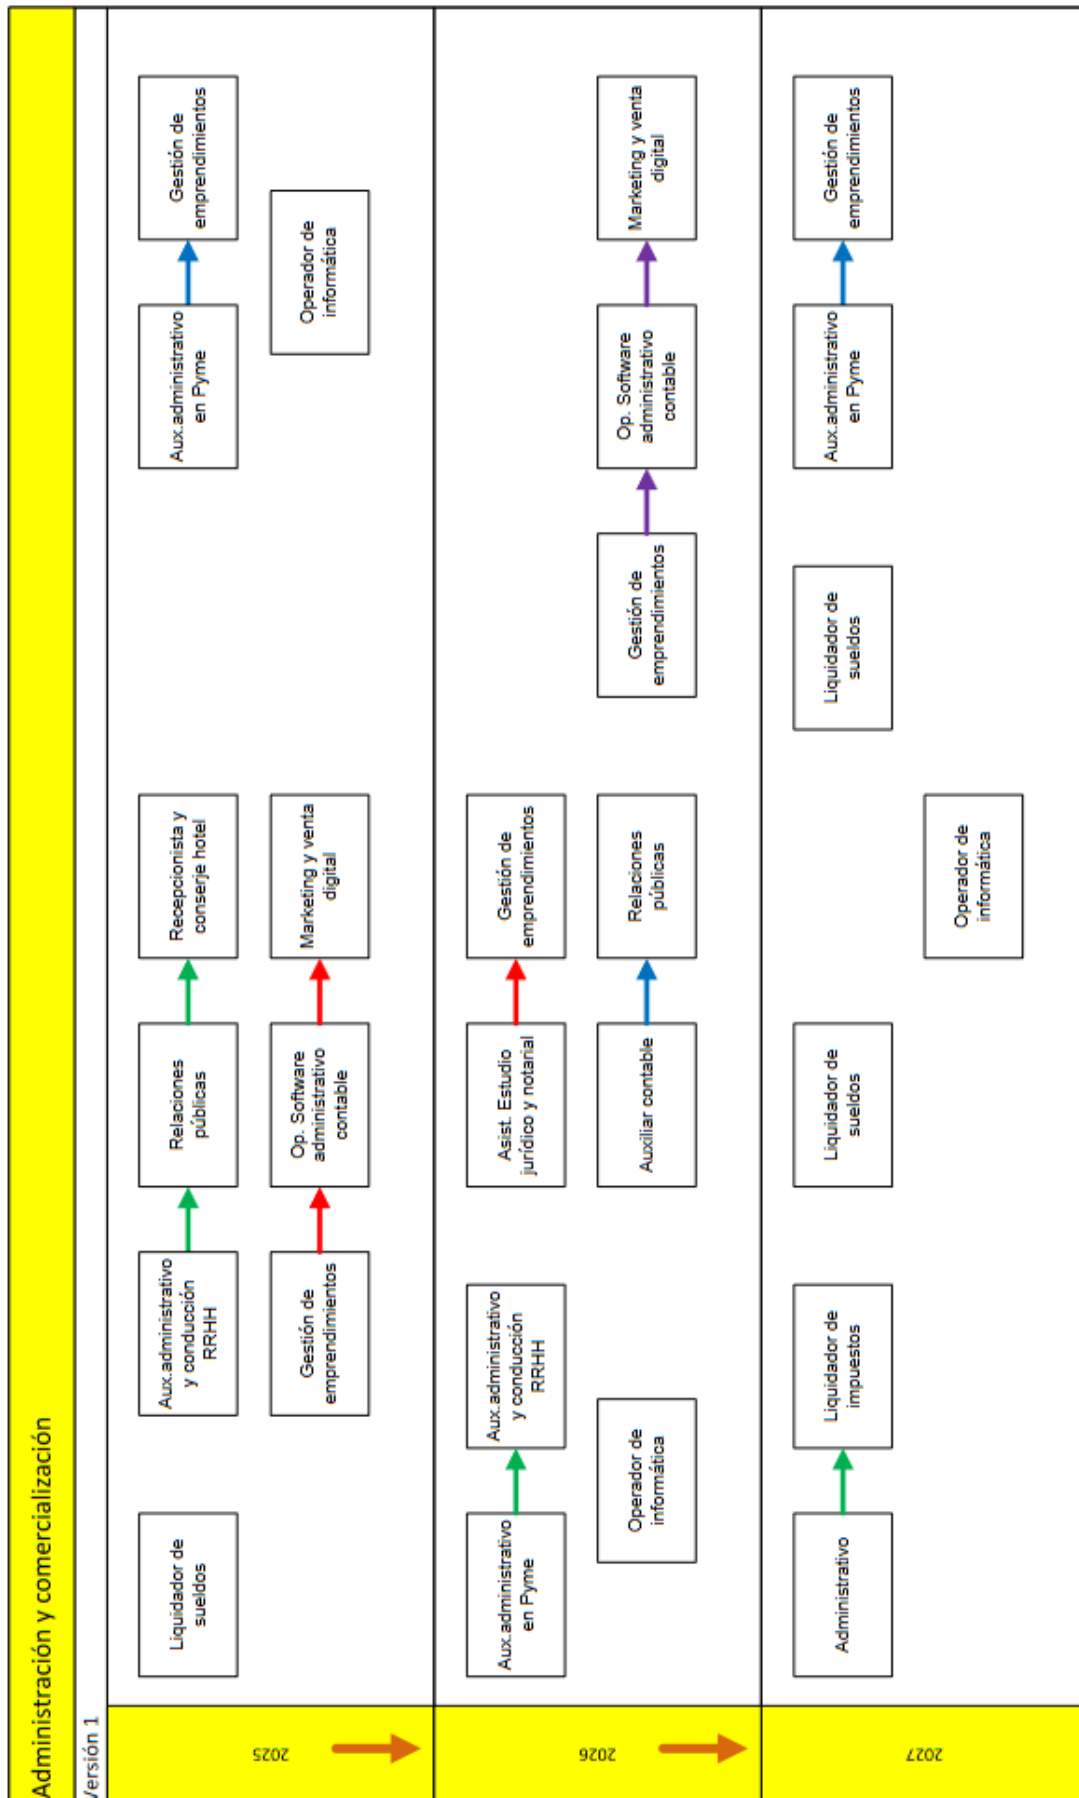 Administración y comercialización
Versión 1
2025
Liquidador de
sueldos
Aux.administrativo
y conducción
RRHH
Relaciones
públicas
Recepcionista y
conserje hotel
Aux.administrativo
en Pyme
Gestión de
emprendimientos
Gestión de
emprendimientos
Op. Software
administrativo
contable
Marketing y venta
digital
Operador de
informática
2026
Aux.administrativo
en Pyme
Aux.administrativo
y conducción
RRHH
Asist. Estudio
jurídico y notarial
Gestión de
emprendimientos
Operador de
informática
Auxiliar contable
Relaciones
públicas
Gestión de
emprendimientos
Op. Software
administrativo
contable
Marketing y venta
digital
2027
Administrativo
Liquidador de
impuestos
Liquidador de
sueldos
Liquidador de
sueldos
Aux.administrativo
en Pyme
Gestión de
emprendimientos
Operador de
informática